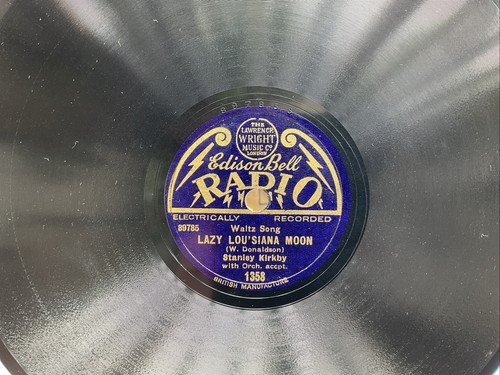 THE
LAWRENCE
WRIGHT
MUSIC Cº
LONDON
Edison Bell
RADIO
ELECTRICALLY RECORDED
89785 Waltz Song
LAZY LOU'SIANA MOON
(W. Donaldson)
Stanley Kirkby
with Orch. accpt.
1358
BRITISH MANUFACTURE